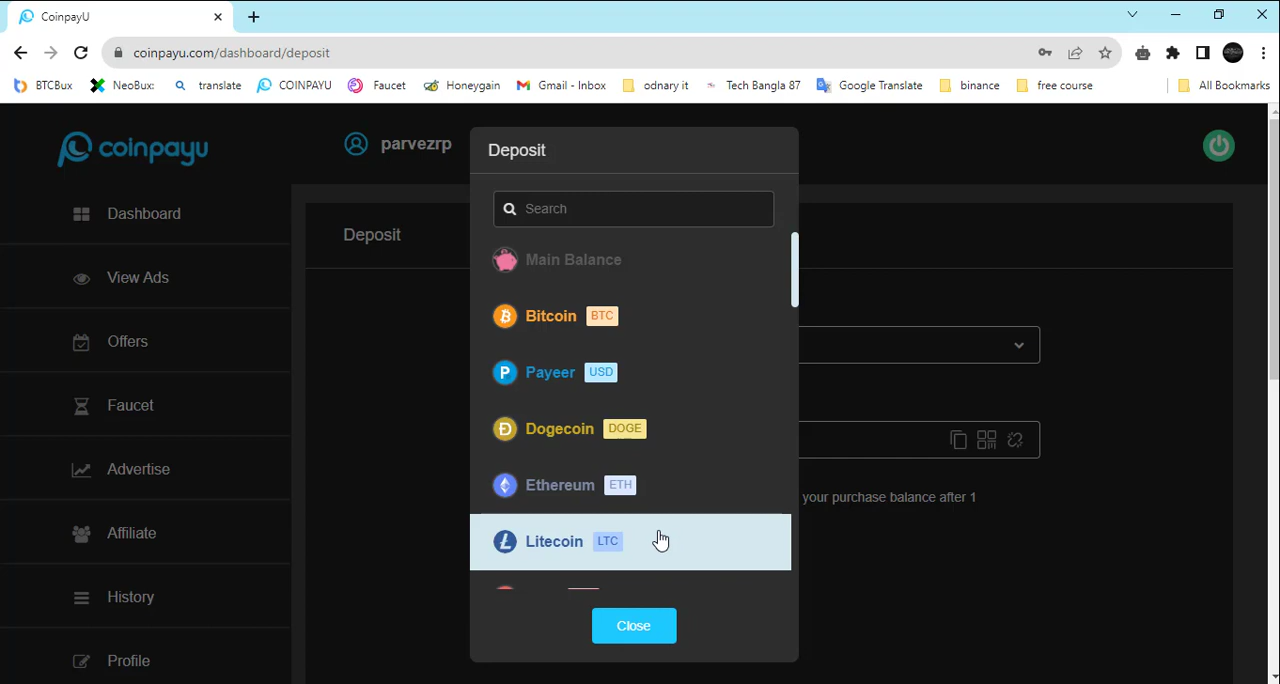 CoinpayU
coinpayu.com/dashboard/deposit
BTCBux NeoBux: translate COINPAYU Faucet Honeygain Gmail - Inbox odnary it Tech Bangla 87 Google Translate binance free course All Bookmarks
coinpayu
parvezrp
Dashboard
View Ads
Offers
Faucet
Advertise
Affiliate
History
Profile
Deposit
Deposit
Search
Main Balance
Bitcoin BTC
Payeer USD
Dogecoin DOGE
Ethereum ETH
Litecoin LTC
Close
your purchase balance after 1